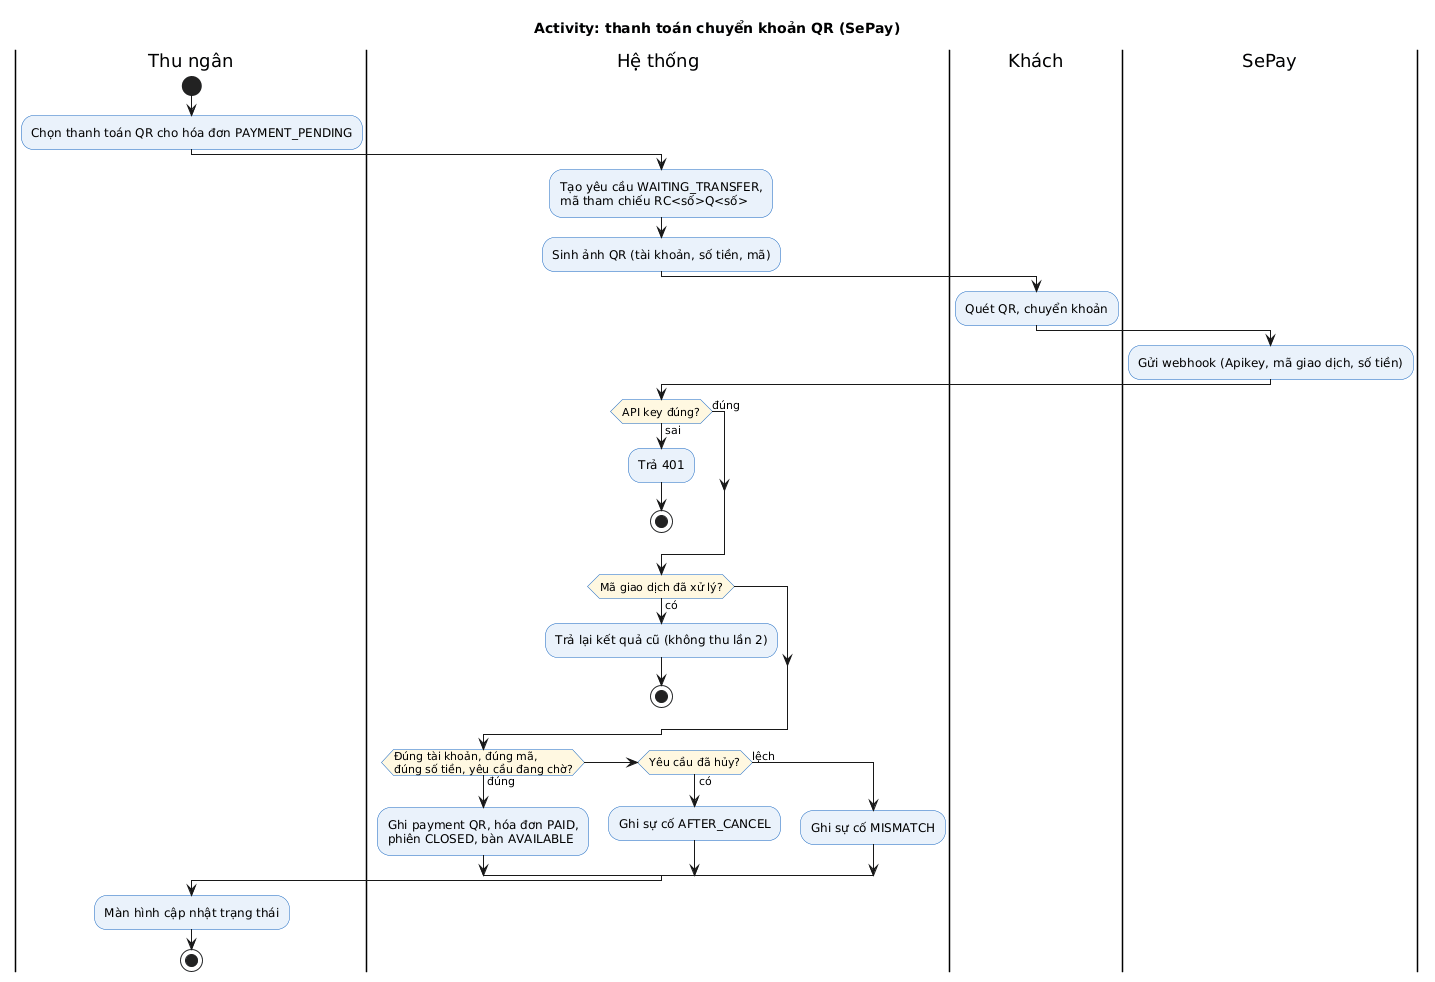 Activity: thanh toán chuyển khoản QR (SePay)
Thu ngân
Hệ thống
Khách
SePay
Chọn thanh toán QR cho hóa đơn PAYMENT_PENDING
Tạo yêu cầu WAITING_TRANSFER,
mã tham chiếu RC<số>Q<số>
Sinh ảnh QR (tài khoản, số tiền, mã)
Quét QR, chuyển khoản
Gửi webhook (Apikey, mã giao dịch, số tiền)
API key đúng?
đúng
sai
Trả 401
Mã giao dịch đã xử lý?
có
Trả lại kết quả cũ (không thu lần 2)
Đúng tài khoản, đúng mã,
đúng số tiền, yêu cầu đang chờ?
đúng
Yêu cầu đã hủy?
lệch
có
Ghi payment QR, hóa đơn PAID,
phiên CLOSED, bàn AVAILABLE
Ghi sự cố AFTER_CANCEL
Ghi sự cố MISMATCH
Màn hình cập nhật trạng thái